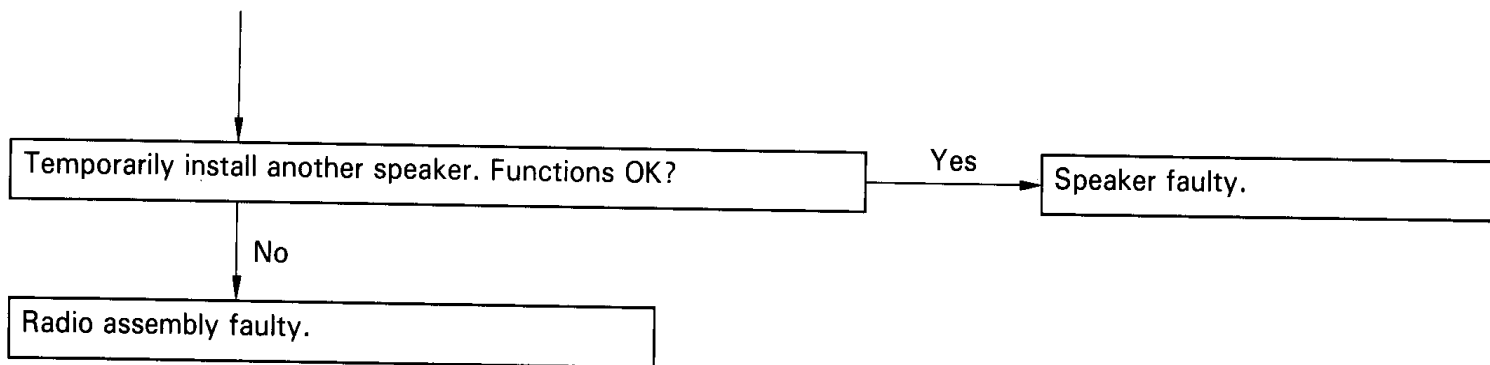 Temporarily install another speaker. Functions OK?
Yes
Speaker faulty.
No
Radio assembly faulty.